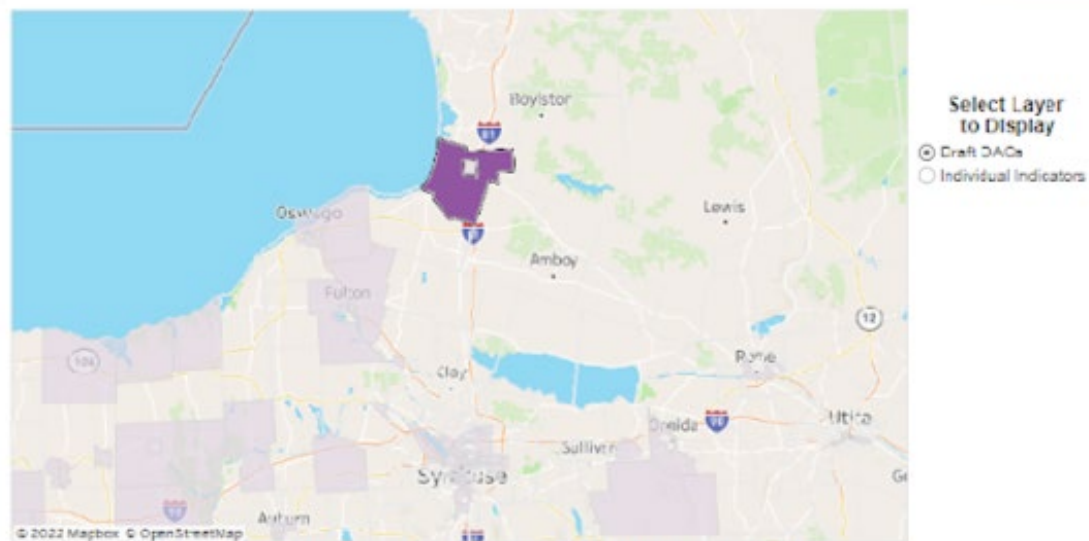 Boylston
81
Select Layer
to Display
Draft DACs
Individual Indicators
Oswego
Lewis
Amboy
Fulton
12
104
Rome
Clay
Utica
Oneida
90
Sullivan
Syracuse
Auburn
© 2022 Mapbox © OpenStreetMap